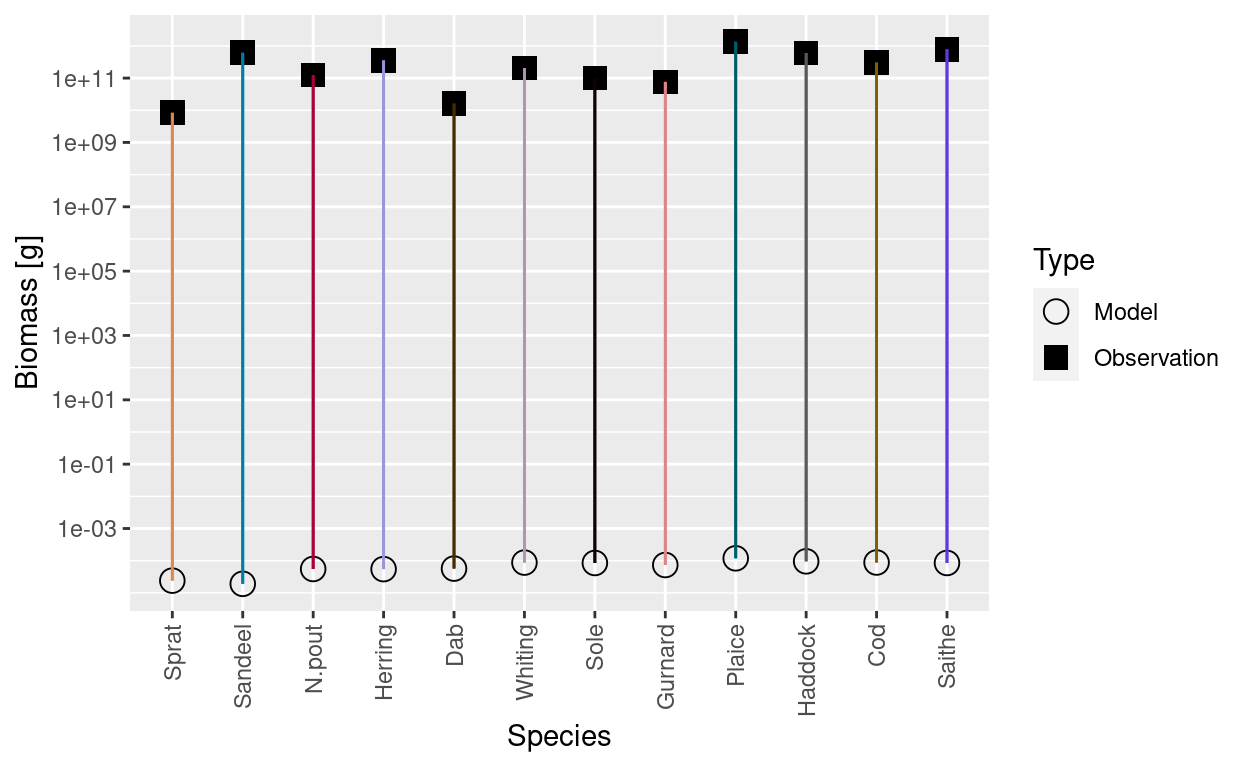 Biomass [g]
1e+11
1e+09
1e+07
1e+05
1e+03
1e+01
1e-01
1e-03
Sprat
Sandeel
N.pout
Herring
Dab
Whiting
Sole
Gurnard
Plaice
Haddock
Cod
Saithe
Species
Type
Model
Observation